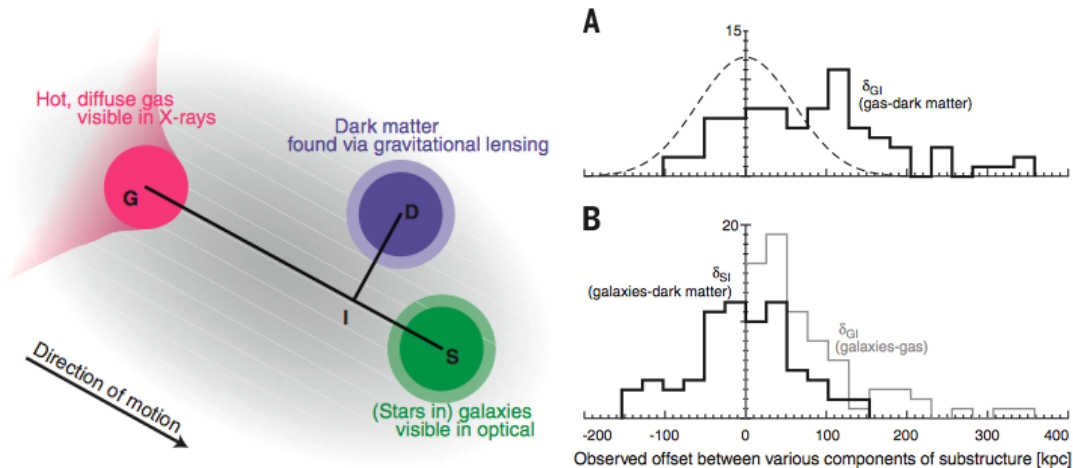 Hot, diffuse gas
visible in X-rays
G
Dark matter
found via gravitational lensing
D
I
S
Direction of motion
(Stars in) galaxies
visible in optical
A
15
δGI
(gas-dark matter)
B
20
δSI
(galaxies-dark matter)
δGI
(galaxies-gas)
-200 -100 0 100 200 300 400
Observed offset between various components of substructure [kpc]